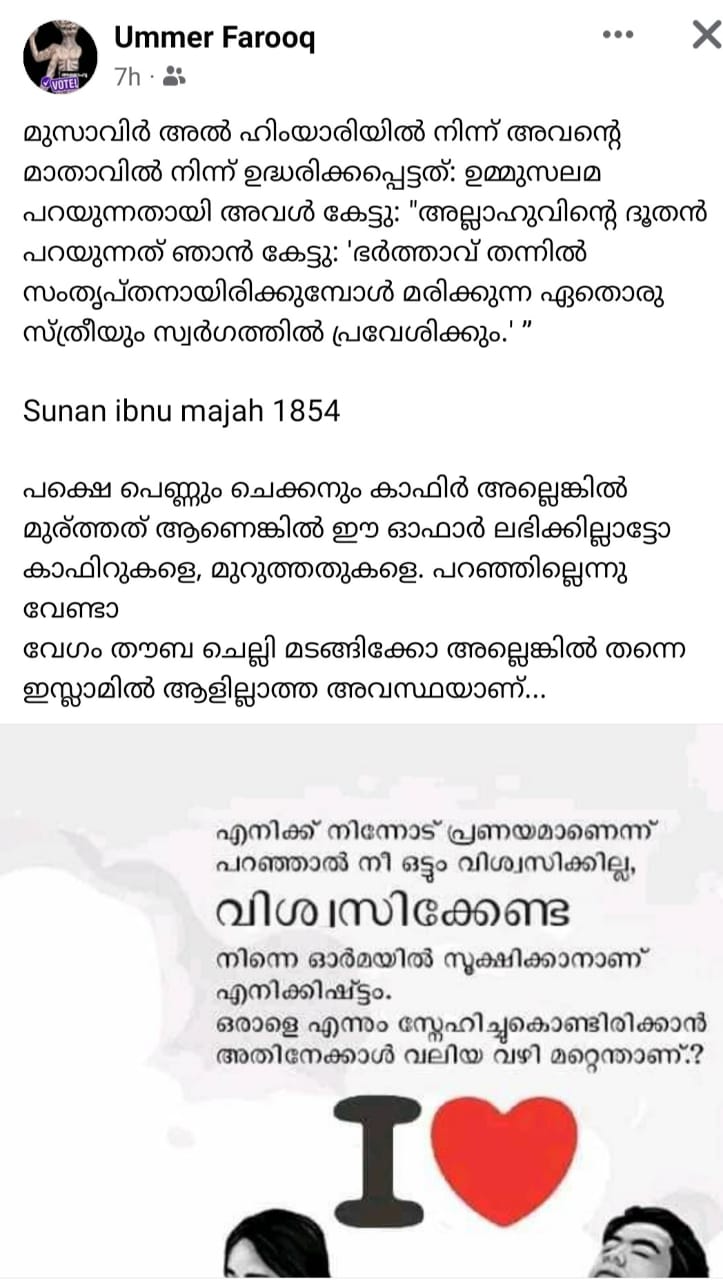 Ummer Farooq
7h ·
VOTE!
മുസാവിർ അൽ ഹിംയാരിയിൽ നിന്ന് അവന്റെ
മാതാവിൽ നിന്ന് ഉദ്ധരിക്കപ്പെട്ടത്: ഉമ്മുസലമ
പറയുന്നതായി അവൾ കേട്ടു: "അല്ലാഹുവിന്റെ ദൂതൻ
പറയുന്നത് ഞാൻ കേട്ടു: 'ഭർത്താവ് തന്നിൽ
സംതൃപ്തനായിരിക്കുമ്പോൾ മരിക്കുന്ന ഏതൊരു
സ്ത്രീയും സ്വർഗത്തിൽ പ്രവേശിക്കും.' ”
Sunan ibnu majah 1854
പക്ഷെ പെണ്ണും ചെക്കനും കാഫിർ അല്ലെങ്കിൽ
മുര്ത്തത് ആണെങ്കിൽ ഈ ഓഫാർ ലഭിക്കില്ലാട്ടോ
കാഫിറുകളെ, മുറുത്തതുകളെ. പറഞ്ഞില്ലെന്നു
വേണ്ടാ
വേഗം തൗബ ചെല്ലി മടങ്ങിക്കോ അല്ലെങ്കിൽ തന്നെ
ഇസ്ലാമിൽ ആളില്ലാത്ത അവസ്ഥയാണ്...
എനിക്ക് നിന്നോട് പ്രണയമാണെന്ന്
പറഞ്ഞാൽ നീ ഒട്ടും വിശ്വസിക്കില്ല,
വിശ്വസിക്കേണ്ട
നിന്നെ ഓർമയിൽ സൂക്ഷിക്കാനാണ്
എനിക്കിഷ്ടം.
ഒരാളെ എന്നും സ്നേഹിച്ചുകൊണ്ടിരിക്കാൻ
അതിനേക്കാൾ വലിയ വഴി മറ്റെന്താണ്.?
I